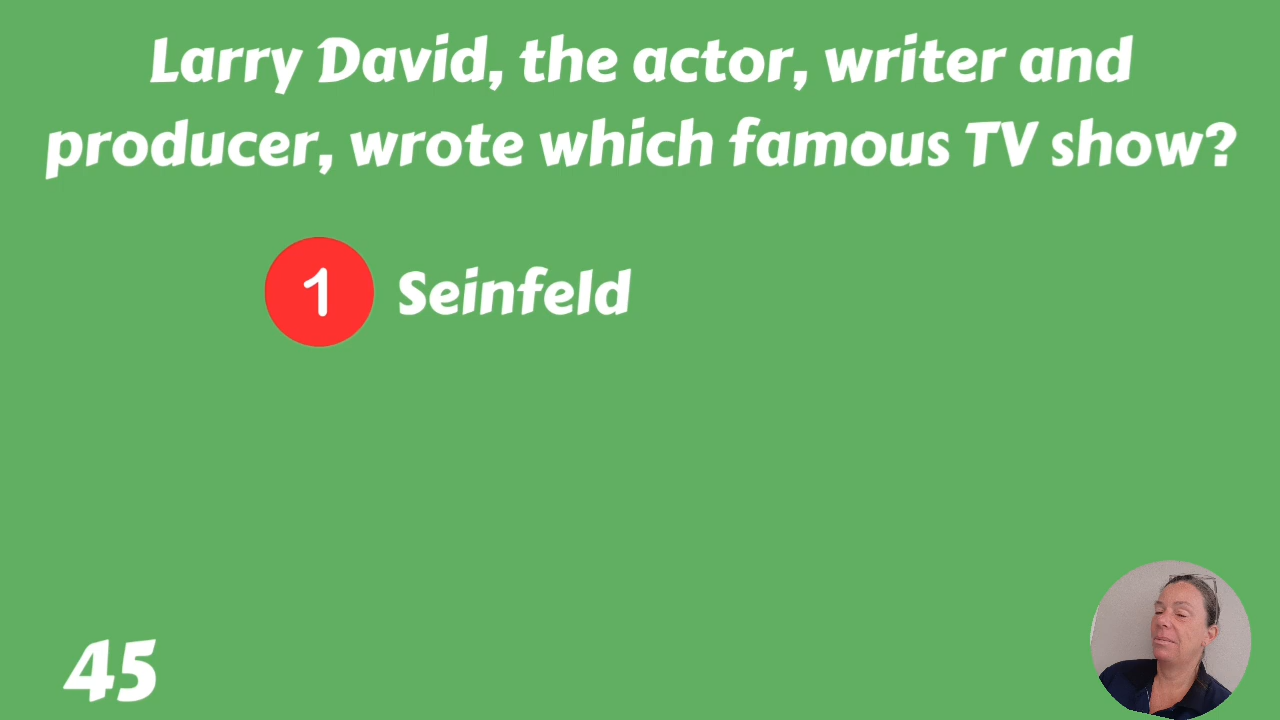 Larry David, the actor, writer and
producer, wrote which famous TV show?
1 Seinfeld
45